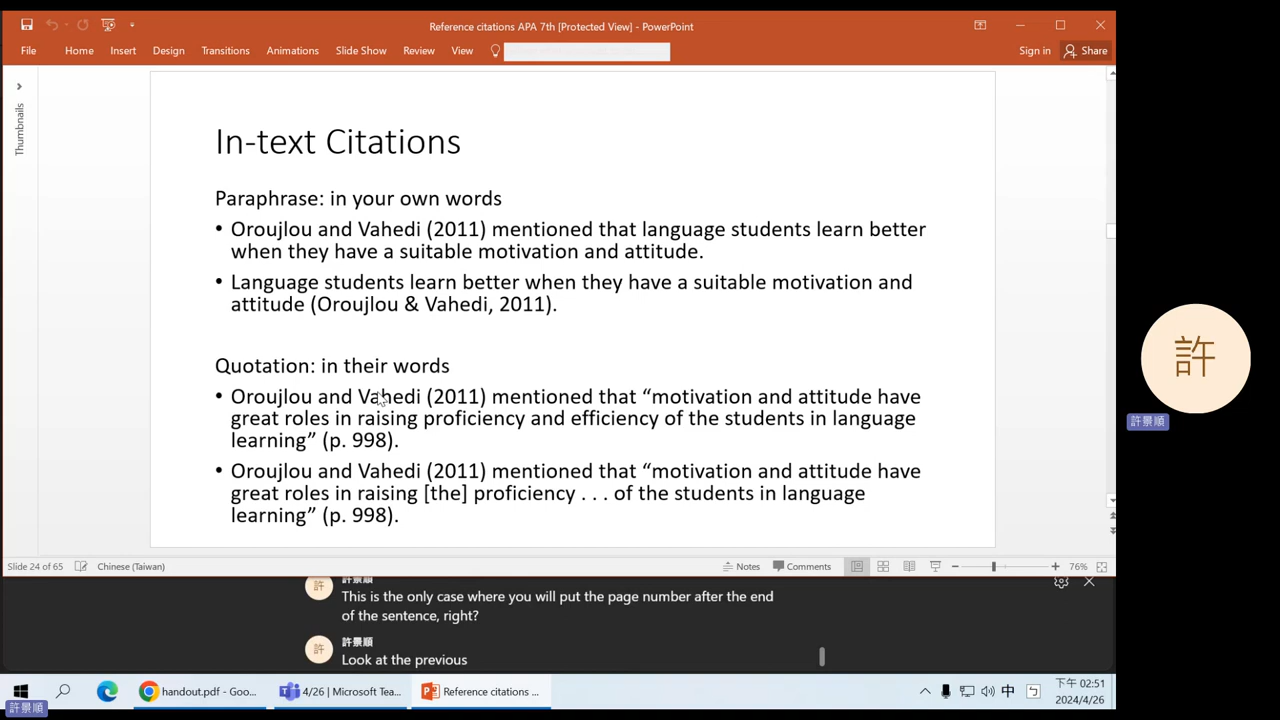 Reference citations APA 7th [Protected View] - PowerPoint
File Home Insert Design Transitions Animations Slide Show Review View Sign in Share
Thumbnails
In-text Citations
Paraphrase: in your own words
• Oroujlou and Vahedi (2011) mentioned that language students learn better
when they have a suitable motivation and attitude.
• Language students learn better when they have a suitable motivation and
attitude (Oroujlou & Vahedi, 2011).
Quotation: in their words
• Oroujlou and Vahedi (2011) mentioned that “motivation and attitude have
great roles in raising proficiency and efficiency of the students in language
learning” (p. 998).
• Oroujlou and Vahedi (2011) mentioned that “motivation and attitude have
great roles in raising [the] proficiency . . . of the students in language
learning” (p. 998).
許
許景順
Slide 24 of 65 Chinese (Taiwan) Notes Comments 76%
許 許景順
This is the only case where you will put the page number after the end
of the sentence, right?
許 許景順
Look at the previous
handout.pdf - Goo... 4/26 | Microsoft Tea... Reference citations ... 中 ㄅ 下午 02:51
2024/4/26
許景順